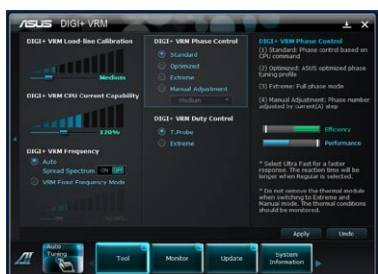 ASUS DIGI+ VRM
DIGI+ VRM Load-line Calibration
Medium
DIGI+ VRM CPU Current Capability
120%
DIGI+ VRM Frequency
Auto
Spread Spectrum ON OFF
VRM Fixed Frequency Mode
DIGI+ VRM Phase Control
Standard
Optimized
Extreme
Manual Adjustment
Medium
DIGI+ VRM Duty Control
T.Probe
Extreme
DIGI+ VRM Phase Control
(1) Standard: Phase control based on
CPU command
(2) Optimized: ASUS optimized phase
tuning profile
(3) Extreme: Full phase mode
(4) Manual Adjustment: Phase number
adjusted by current(A) step
Efficiency
Performance
* Select Ultra Fast for a faster
response. The reaction time will be
longer when Regular is selected.
* Do not remove the thermal module
when switching to Extreme and
Manual mode. The thermal conditions
should be monitored.
Apply Undo
Auto
Tuning
Tool
Monitor
Update
System
Information